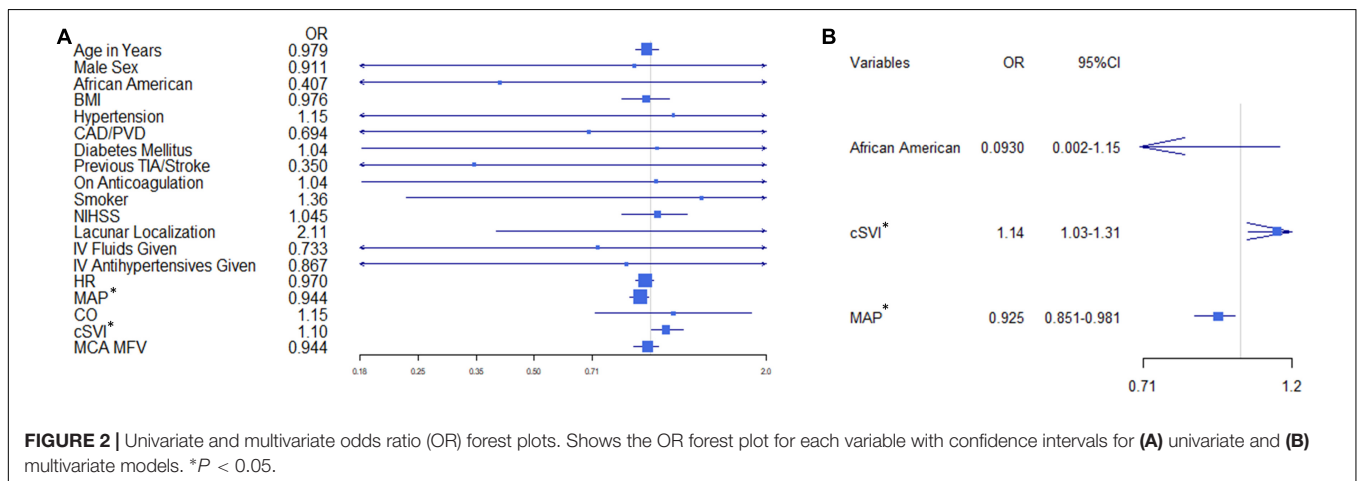 A
OR
Age in Years 0.979
Male Sex 0.911
African American 0.407
BMI 0.976
Hypertension 1.15
CAD/PVD 0.694
Diabetes Mellitus 1.04
Previous TIA/Stroke 0.350
On Anticoagulation 1.04
Smoker 1.36
NIHSS 1.045
Lacunar Localization 2.11
IV Fluids Given 0.733
IV Antihypertensives Given 0.867
HR 0.970
MAP* 0.944
CO 1.15
cSVI* 1.10
MCA MFV 0.944
0.18 0.25 0.35 0.50 0.71 2.0
B
Variables OR 95%CI
African American 0.0930 0.002-1.15
cSVI* 1.14 1.03-1.31
MAP* 0.925 0.851-0.981
0.71 1.2
FIGURE 2 | Univariate and multivariate odds ratio (OR) forest plots. Shows the OR forest plot for each variable with confidence intervals for (A) univariate and (B)
multivariate models. *P < 0.05.